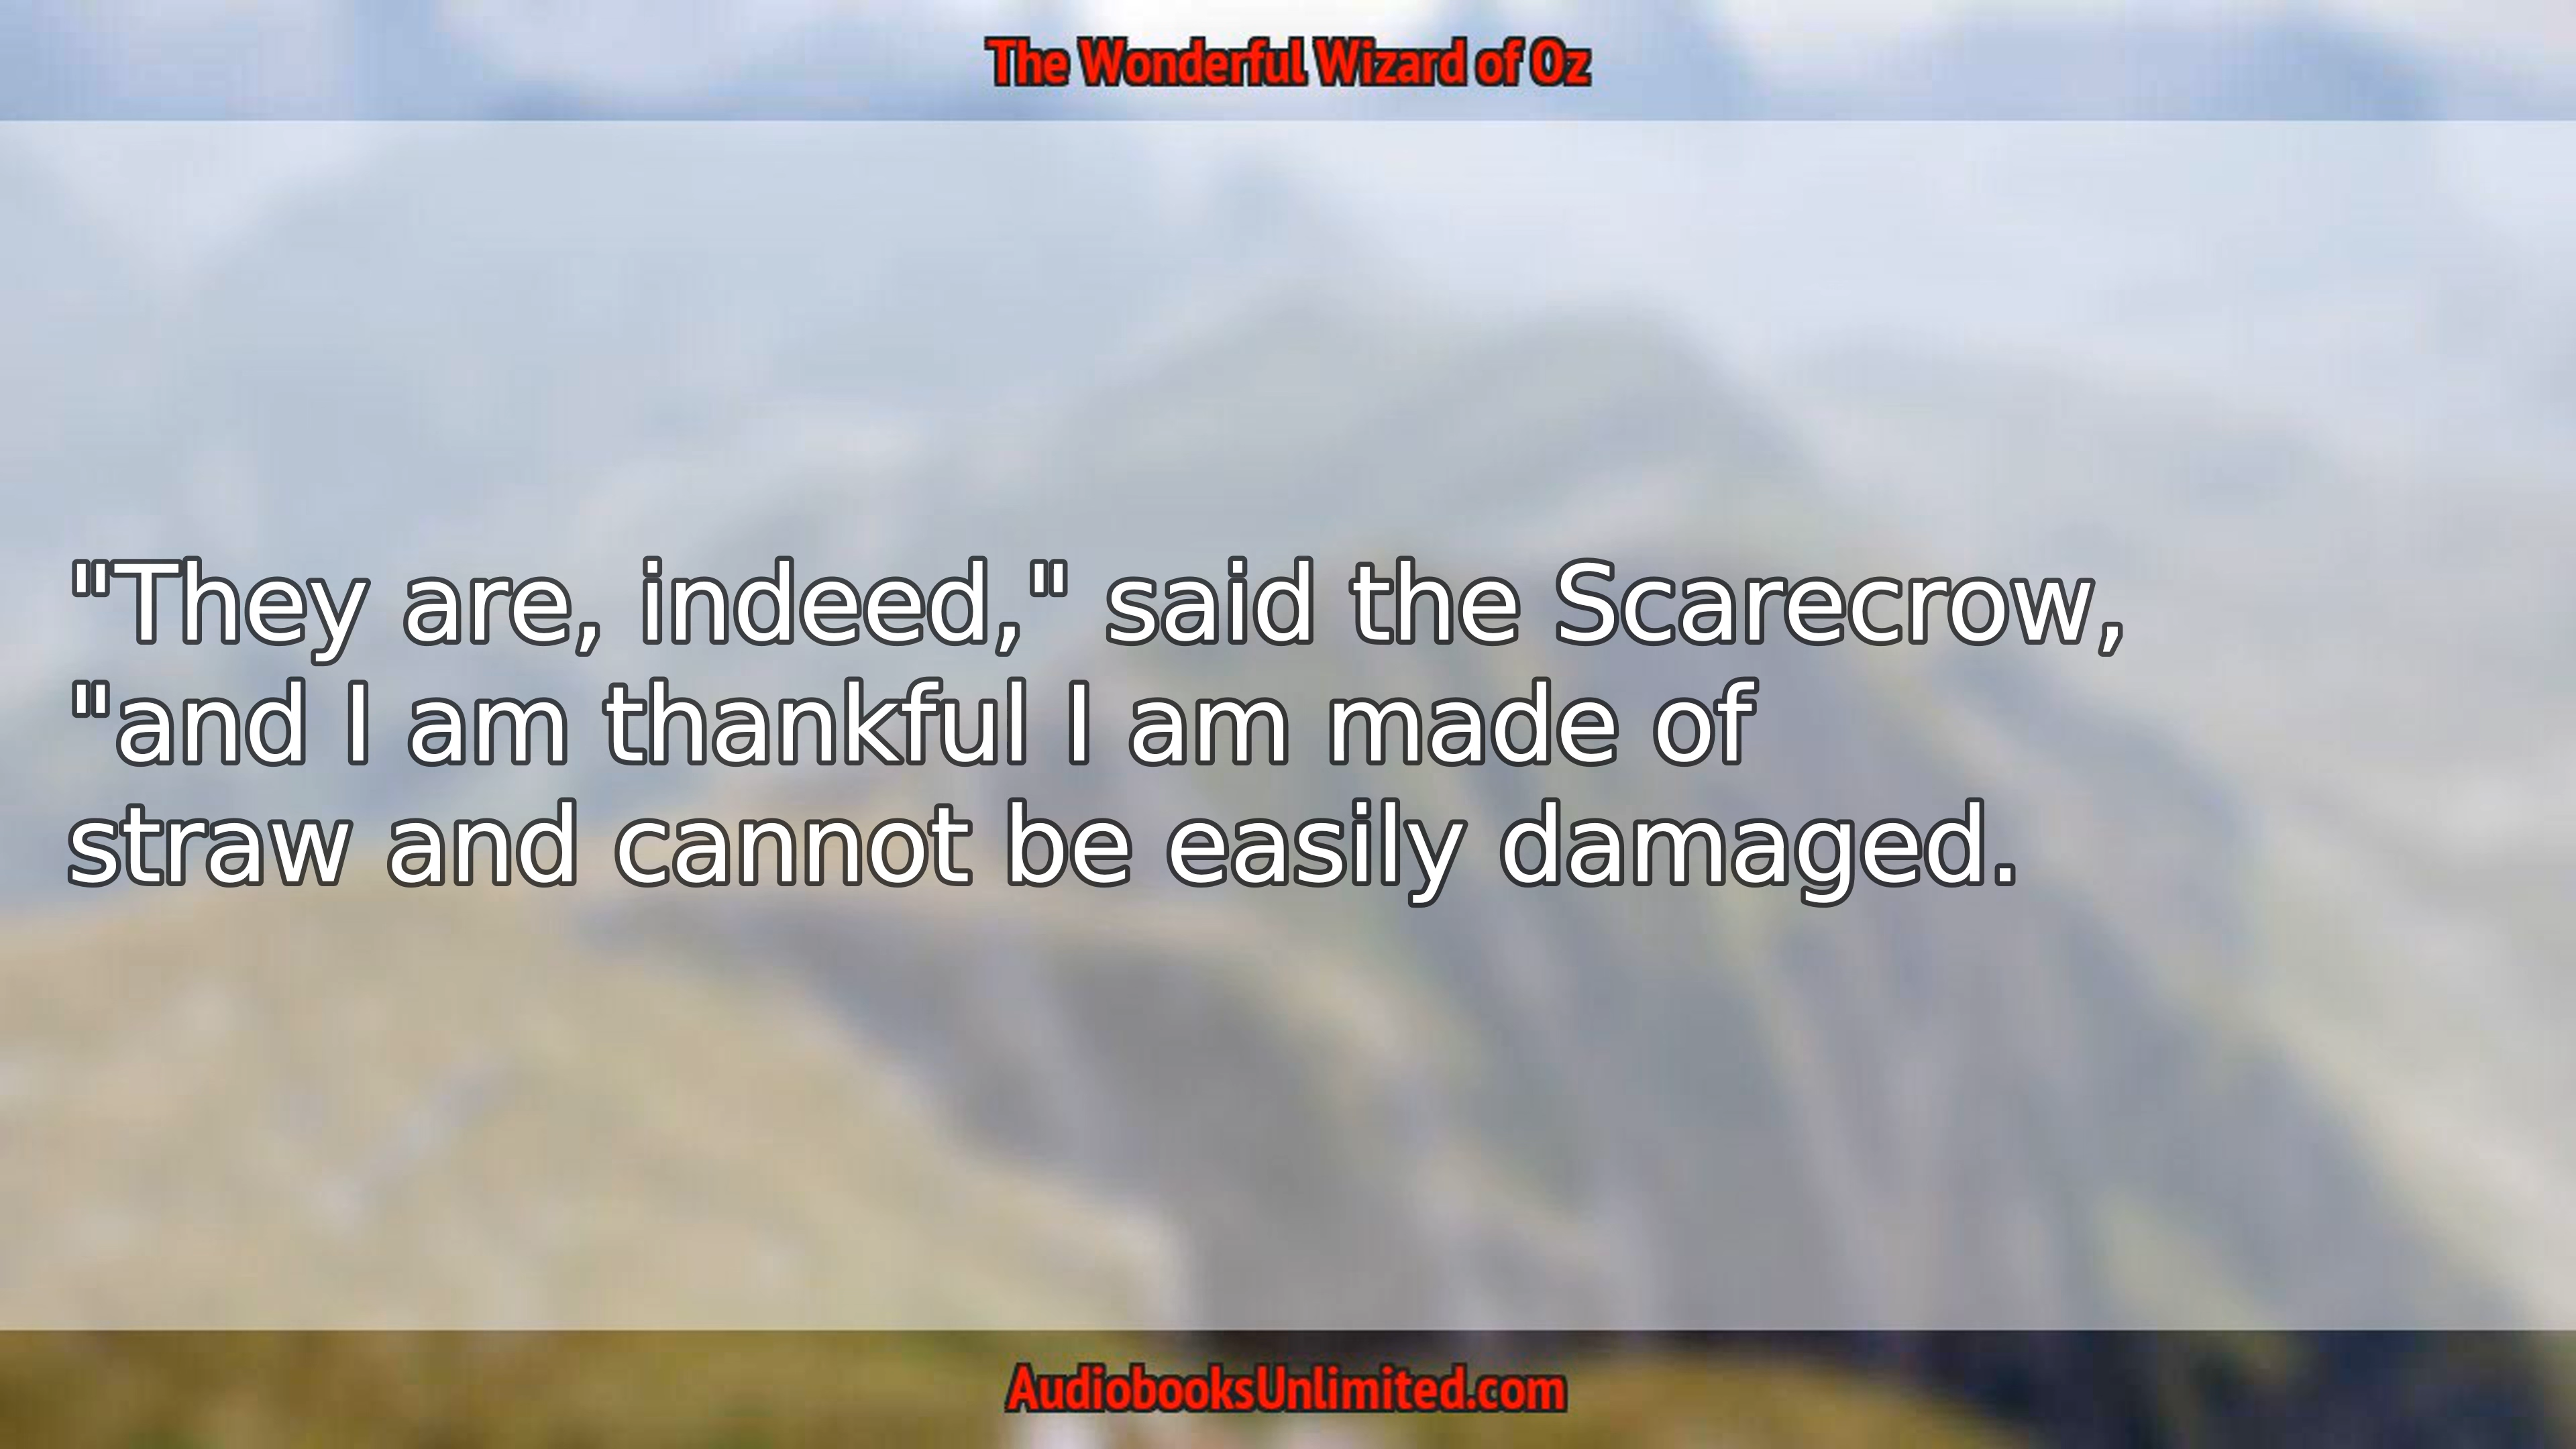 The Wonderful Wizard of Oz
"They are, indeed," said the Scarecrow,
"and I am thankful I am made of
straw and cannot be easily damaged.
AudiobooksUnlimited.com